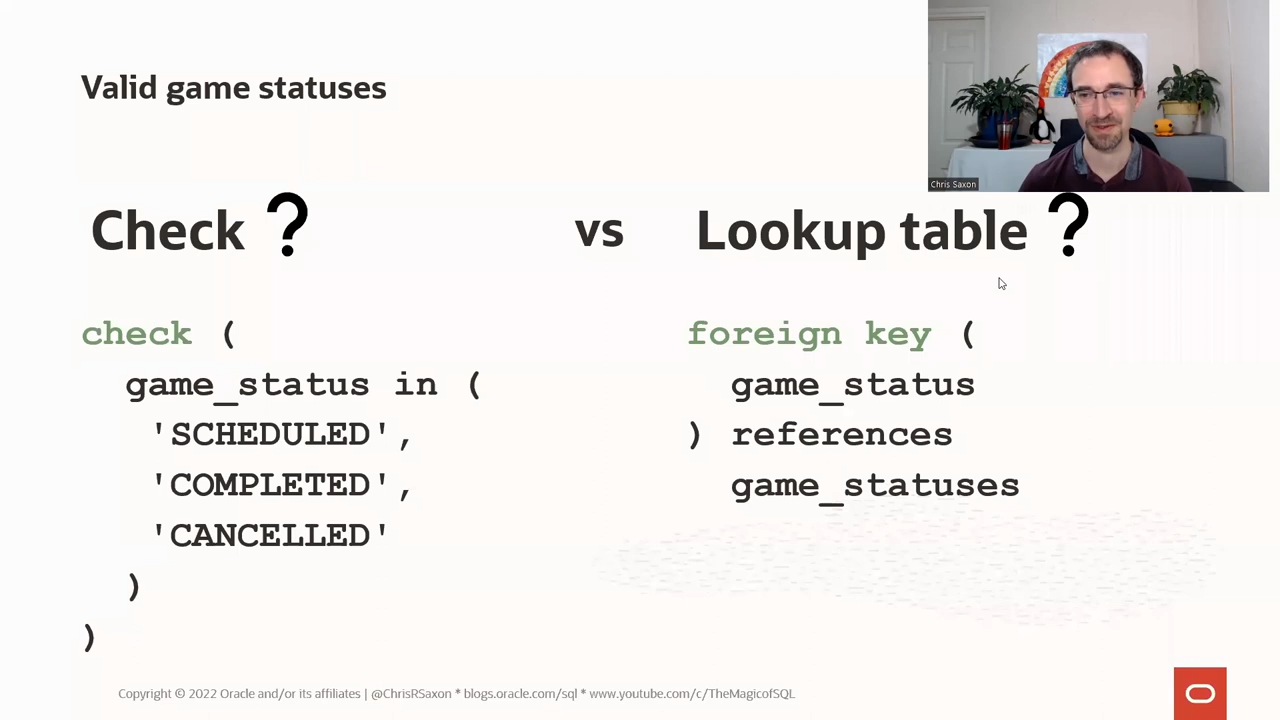 Valid game statuses
Chris Saxon
Check ? vs Lookup table ?
check (
game_status in (
'SCHEDULED',
'COMPLETED',
'CANCELLED'
)
)
foreign key (
game_status
) references
game_statuses
Copyright © 2022 Oracle and/or its affiliates | @ChrisRSaxon * blogs.oracle.com/sql * www.youtube.com/c/TheMagicofSQL